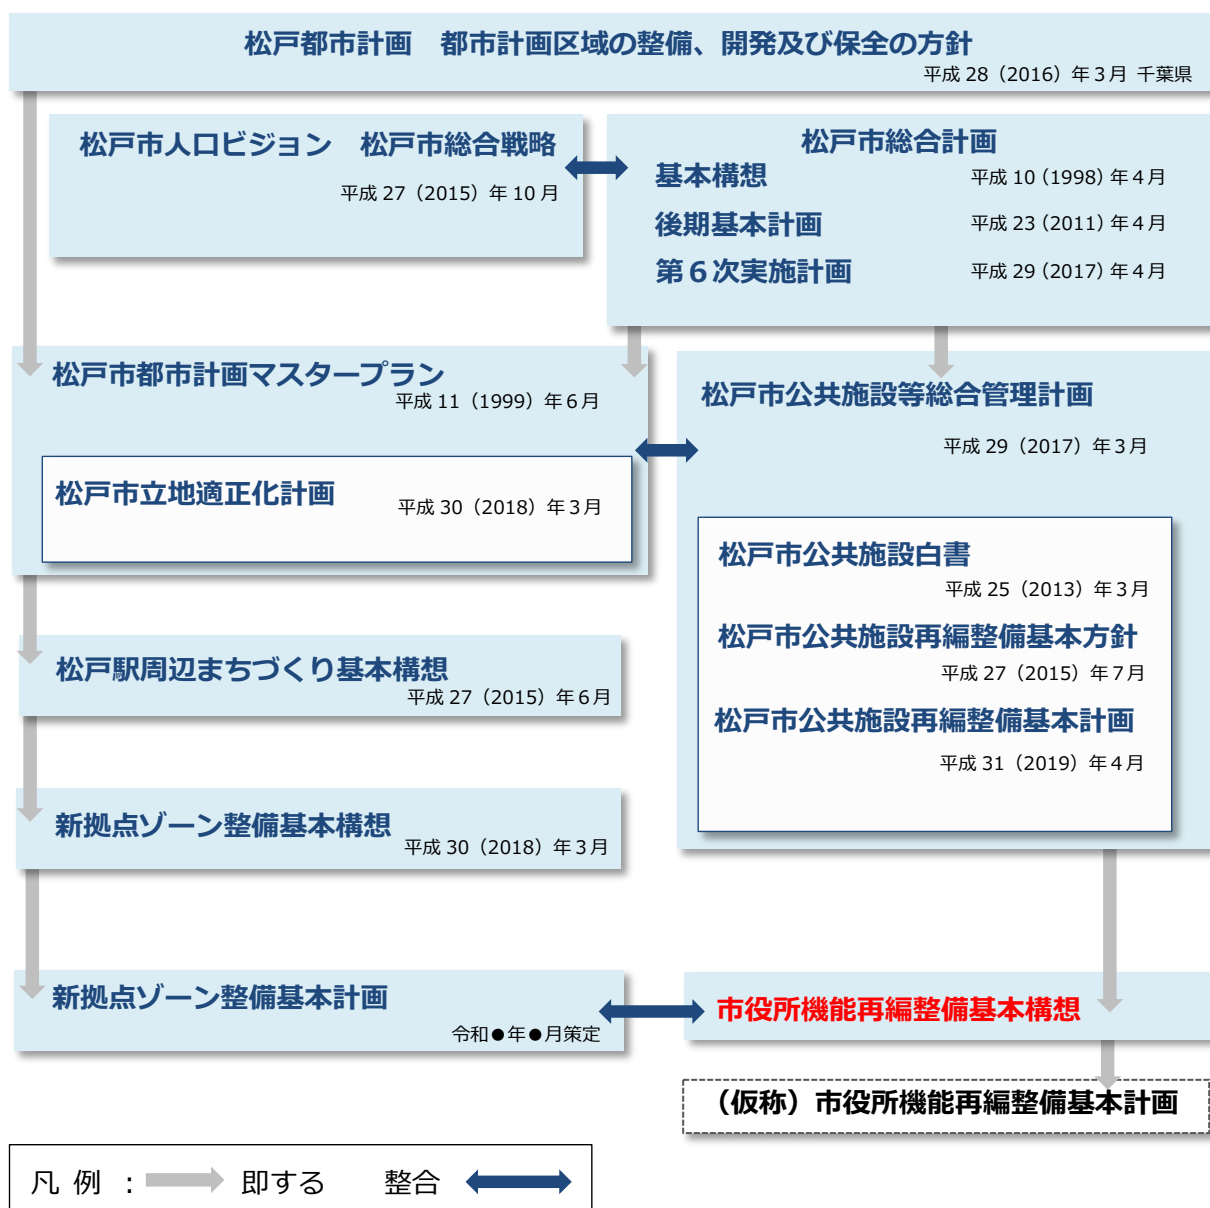 松戸都市計画　都市計画区域の整備、開発及び保全の方針
平成 28（2016）年３月 千葉県
松戸市人口ビジョン　松戸市総合戦略
平成 27（2015）年 10 月
松戸市総合計画
基本構想　平成 10（1998）年４月
後期基本計画　平成 23（2011）年４月
第６次実施計画　平成 29（2017）年４月
松戸市都市計画マスタープラン
平成 11（1999）年６月
松戸市立地適正化計画　平成 30（2018）年３月
松戸市公共施設等総合管理計画
平成 29（2017）年３月
松戸市公共施設白書
平成 25（2013）年３月
松戸市公共施設再編整備基本方針
平成 27（2015）年７月
松戸市公共施設再編整備基本計画
平成 31（2019）年４月
松戸駅周辺まちづくり基本構想
平成 27（2015）年６月
新拠点ゾーン整備基本構想
平成 30（2018）年３月
新拠点ゾーン整備基本計画
令和●年●月策定
市役所機能再編整備基本構想
（仮称）市役所機能再編整備基本計画
凡 例 ： 即する　整合